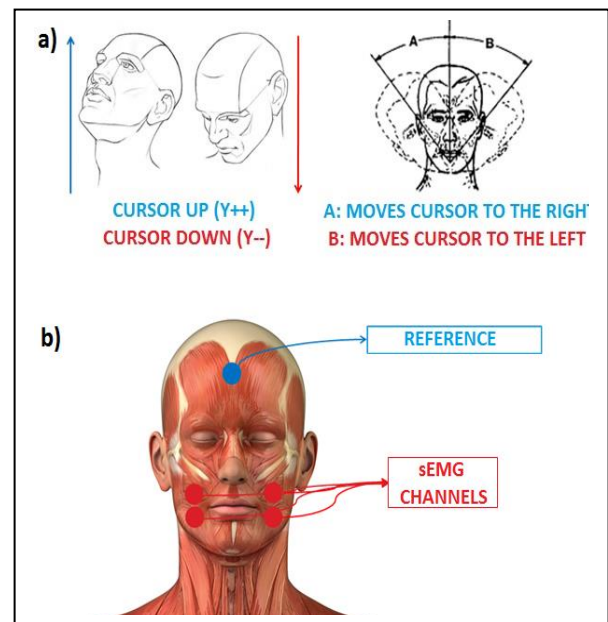 a)
A
B
CURSOR UP (Y++)
CURSOR DOWN (Y--)
A: MOVES CURSOR TO THE RIGHT
B: MOVES CURSOR TO THE LEFT
b)
REFERENCE
sEMG
CHANNELS